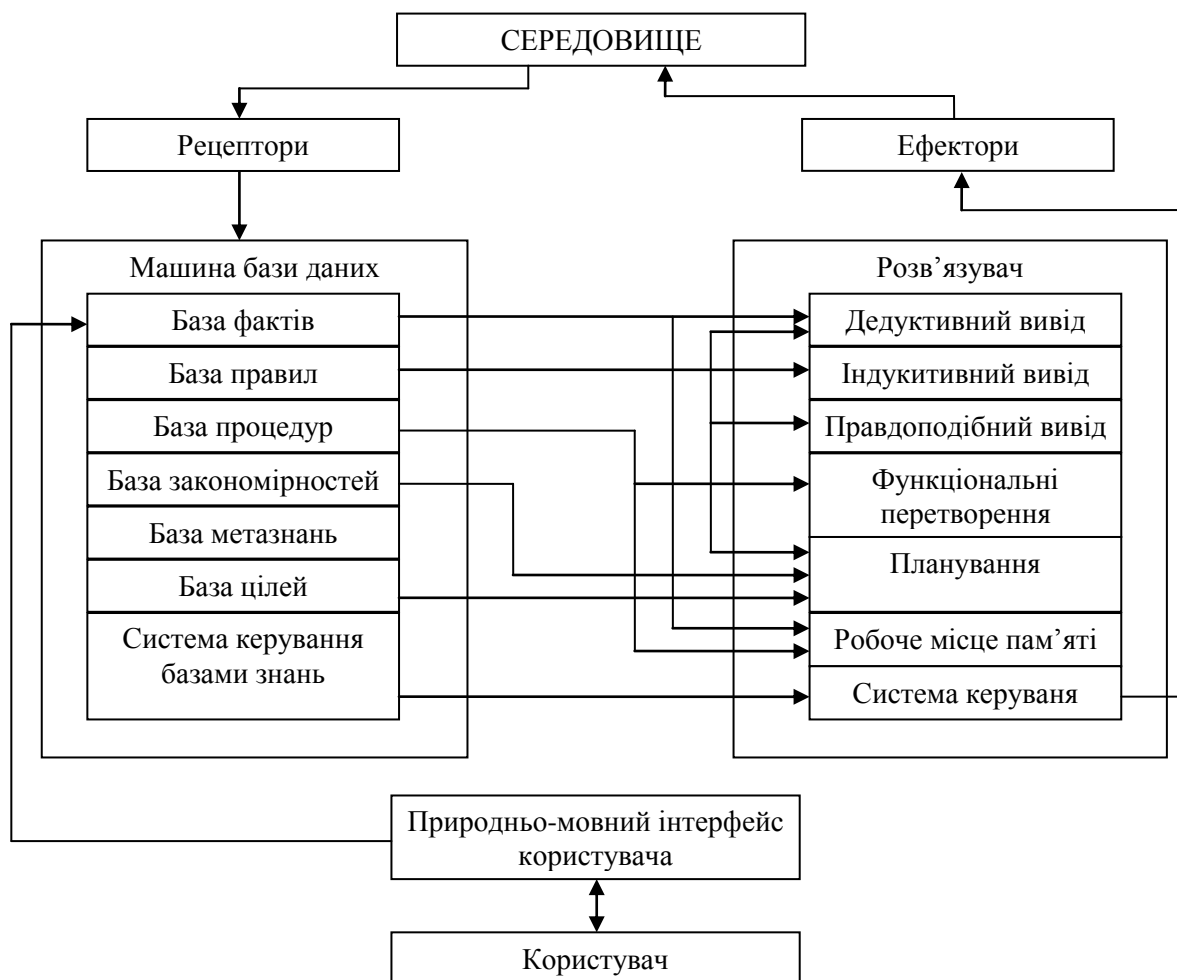 СЕРЕДОВИЩЕ
Рецептори
Ефектори
Машина бази даних
База фактів
База правил
База процедур
База закономірностей
База метазнань
База цілей
Система керування
базами знань
Розв’язувач
Дедуктивний вивід
Індукитивний вивід
Правдоподібний вивід
Функціональні
перетворення
Планування
Робоче місце пам’яті
Система керуваня
Природньо-мовний інтерфейс
користувача
Користувач